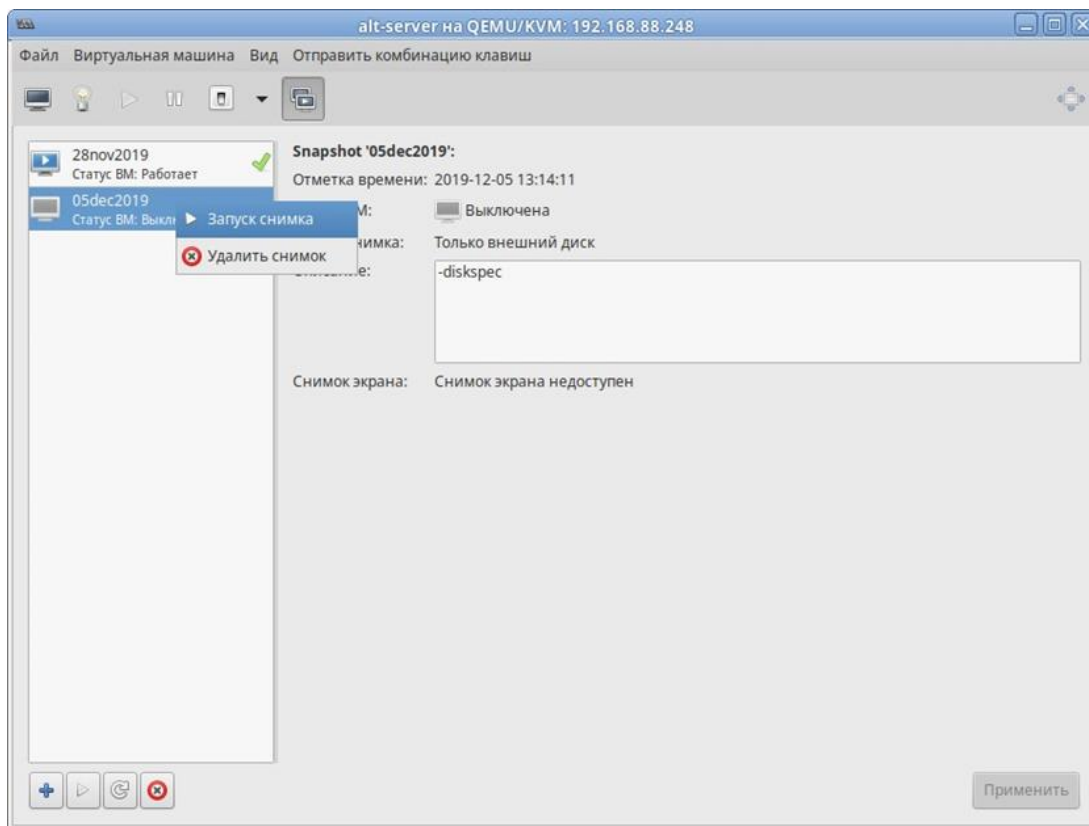 alt-server на QEMU/KVM: 192.168.88.248
Файл Виртуальная машина Вид Отправить комбинацию клавиш
28nov2019
Статус ВМ: Работает
05dec2019
Статус ВМ:
Запуск снимка
Удалить снимок
Snapshot '05dec2019':
Отметка времени: 2019-12-05 13:14:11
Выключена
Только внешний диск
-diskspec
Снимок экрана: Снимок экрана недоступен
Применить